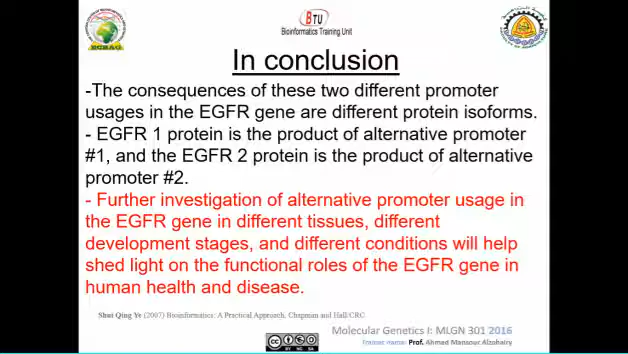 BTU
Bioinformatics Training Unit
ECBAG
In conclusion
-The consequences of these two different promoter
usages in the EGFR gene are different protein isoforms.
- EGFR 1 protein is the product of alternative promoter
#1, and the EGFR 2 protein is the product of alternative
promoter #2.
- Further investigation of alternative promoter usage in
the EGFR gene in different tissues, different
development stages, and different conditions will help
shed light on the functional roles of the EGFR gene in
human health and disease.
Shui Qing Ye (2007) Bioinformatics: A Practical Approach, Chapman and Hall/CRC
Molecular Genetics I: MLGN 301 2016
Prof. Ahmed Mansour Alzohairy
CC BY NC SA